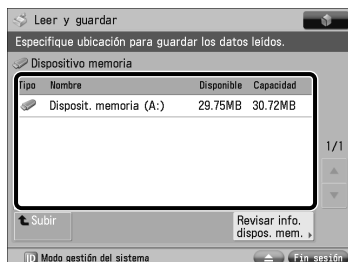 Leer y guardar
Especifique ubicación para guardar los datos leídos.
Dispositivo memoria
Tipo Nombre Disponible Capacidad
Disposit. memoria (A:) 29.75MB 30.72MB
1/1
Subir
Revisar info.
dispos. mem.
ID Modo gestión del sistema Fin sesión